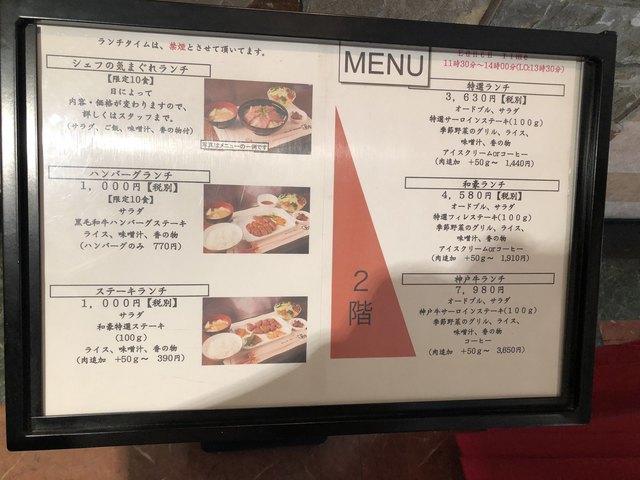 ランチタイムは、禁煙とさせて頂いてます。
シェフの気まぐれランチ
【限定10食】
日によって
内容・価格が変わりますので、
詳しくはスタッフまで。
(サラダ、ご飯、味噌汁、香の物付)
写真はメニューの一例です
ハンバーグランチ
1，000円【税別】
【限定10食】
サラダ
黒毛和牛ハンバーグステーキ
ライス、味噌汁、香の物
(ハンバーグのみ 770円)
ステーキランチ
1，000円【税別】
サラダ
和豪特選ステーキ
(100g)
ライス、味噌汁、香の物
(肉追加 +50g～ 390円)
MENU
2
階
Lunch Time
11時30分～14時00分(LO:13時30分)
特選ランチ
3，630円【税別】
オードブル、サラダ
特選サーロインステーキ(100g)
季節野菜のグリル、ライス、
味噌汁、香の物
アイスクリームorコーヒー
(肉追加 +50g～ 1,440円)
和豪ランチ
4，580円【税別】
オードブル、サラダ
特選フィレステーキ(100g)
季節野菜のグリル、ライス、
味噌汁、香の物
アイスクリームorコーヒー
(肉追加 +50g～ 1,910円)
神戸牛ランチ
7，980円
オードブル、サラダ
神戸牛サーロインステーキ(100g)
季節野菜のグリル、ライス、
味噌汁、香の物
コーヒー
(肉追加 +50g～ 3,650円)